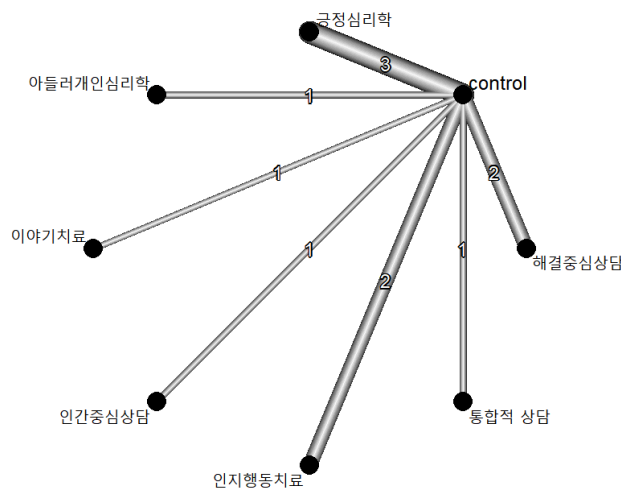 긍정심리학
3
control
아들러개인심리학
1
1
2
이야기치료
1
1
해결중심상담
2
인간중심상담
통합적 상담
인지행동치료